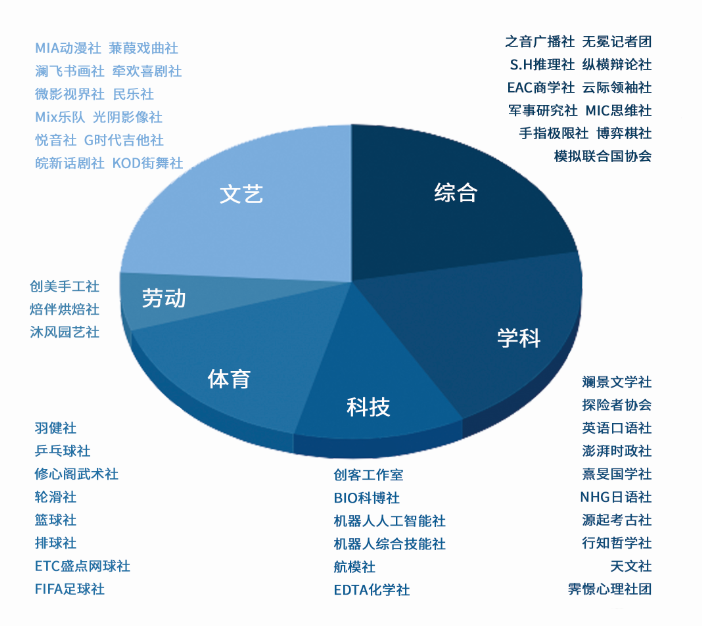 MIA动漫社 蒹葭戏曲社
澜飞书画社 牵欢喜剧社
微影视界社 民乐社
Mix乐队 光阴影像社
悦音社 G时代吉他社
皖新话剧社 KOD街舞社
之音广播社 无冕记者团
S.H推理社 纵横辩论社
EAC商学社 云际领袖社
军事研究社 MIC思维社
手指极限社 博弈棋社
模拟联合国协会
文艺
综合
创美手工社
焙伴烘焙社
沐风园艺社
劳动
学科
体育
科技
斓景文学社
探险者协会
英语口语社
澎湃时政社
熹旻国学社
NHG日语社
源起考古社
行知哲学社
天文社
霁憬心理社团
羽健社
乒乓球社
修心阁武术社
轮滑社
篮球社
排球社
ETC盛点网球社
FIFA足球社
创客工作室
BIO科博社
机器人人工智能社
机器人综合技能社
航模社
EDTA化学社